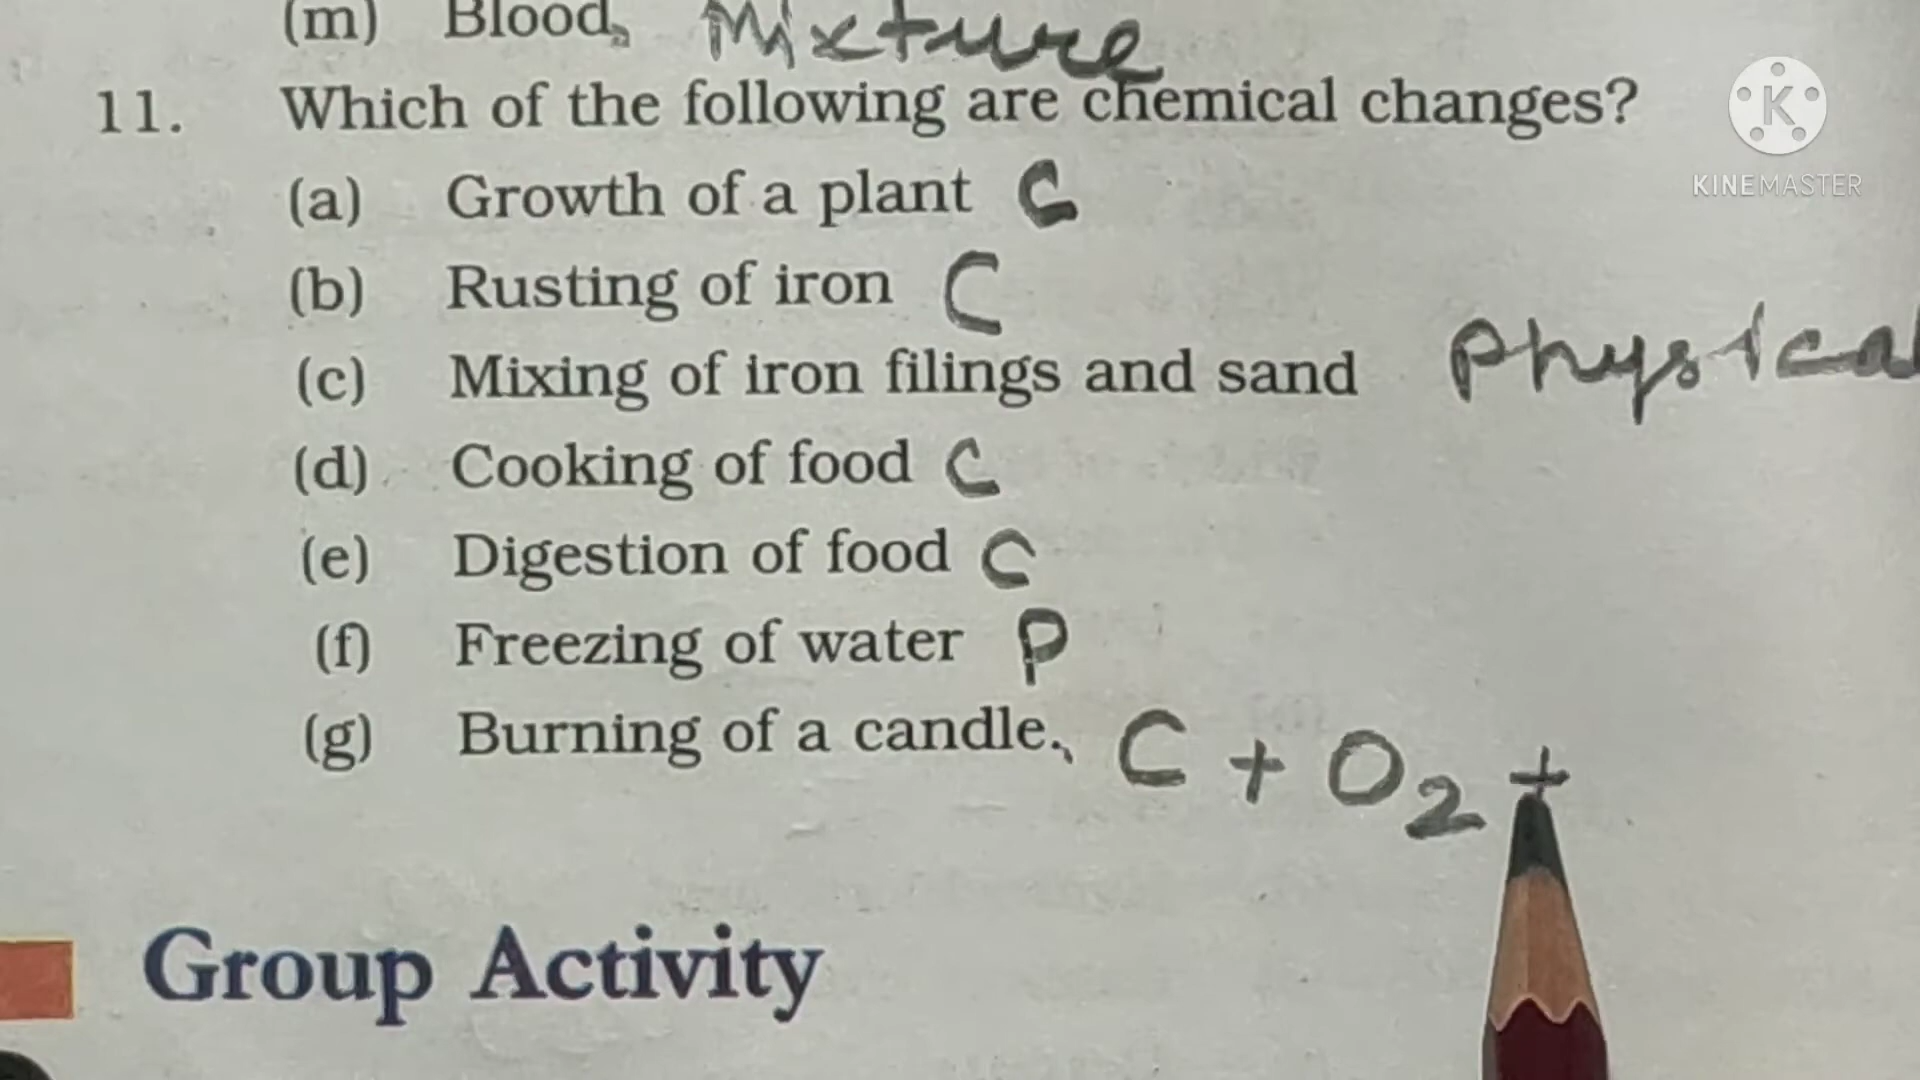 (m) Blood, Mixture
11. Which of the following are chemical changes?
K
KINEMASTER
(a) Growth of a plant C
(b) Rusting of iron C
(c) Mixing of iron filings and sand Physical
(d) Cooking of food C
(e) Digestion of food C
(f) Freezing of water P
(g) Burning of a candle. C + O2 +
Group Activity